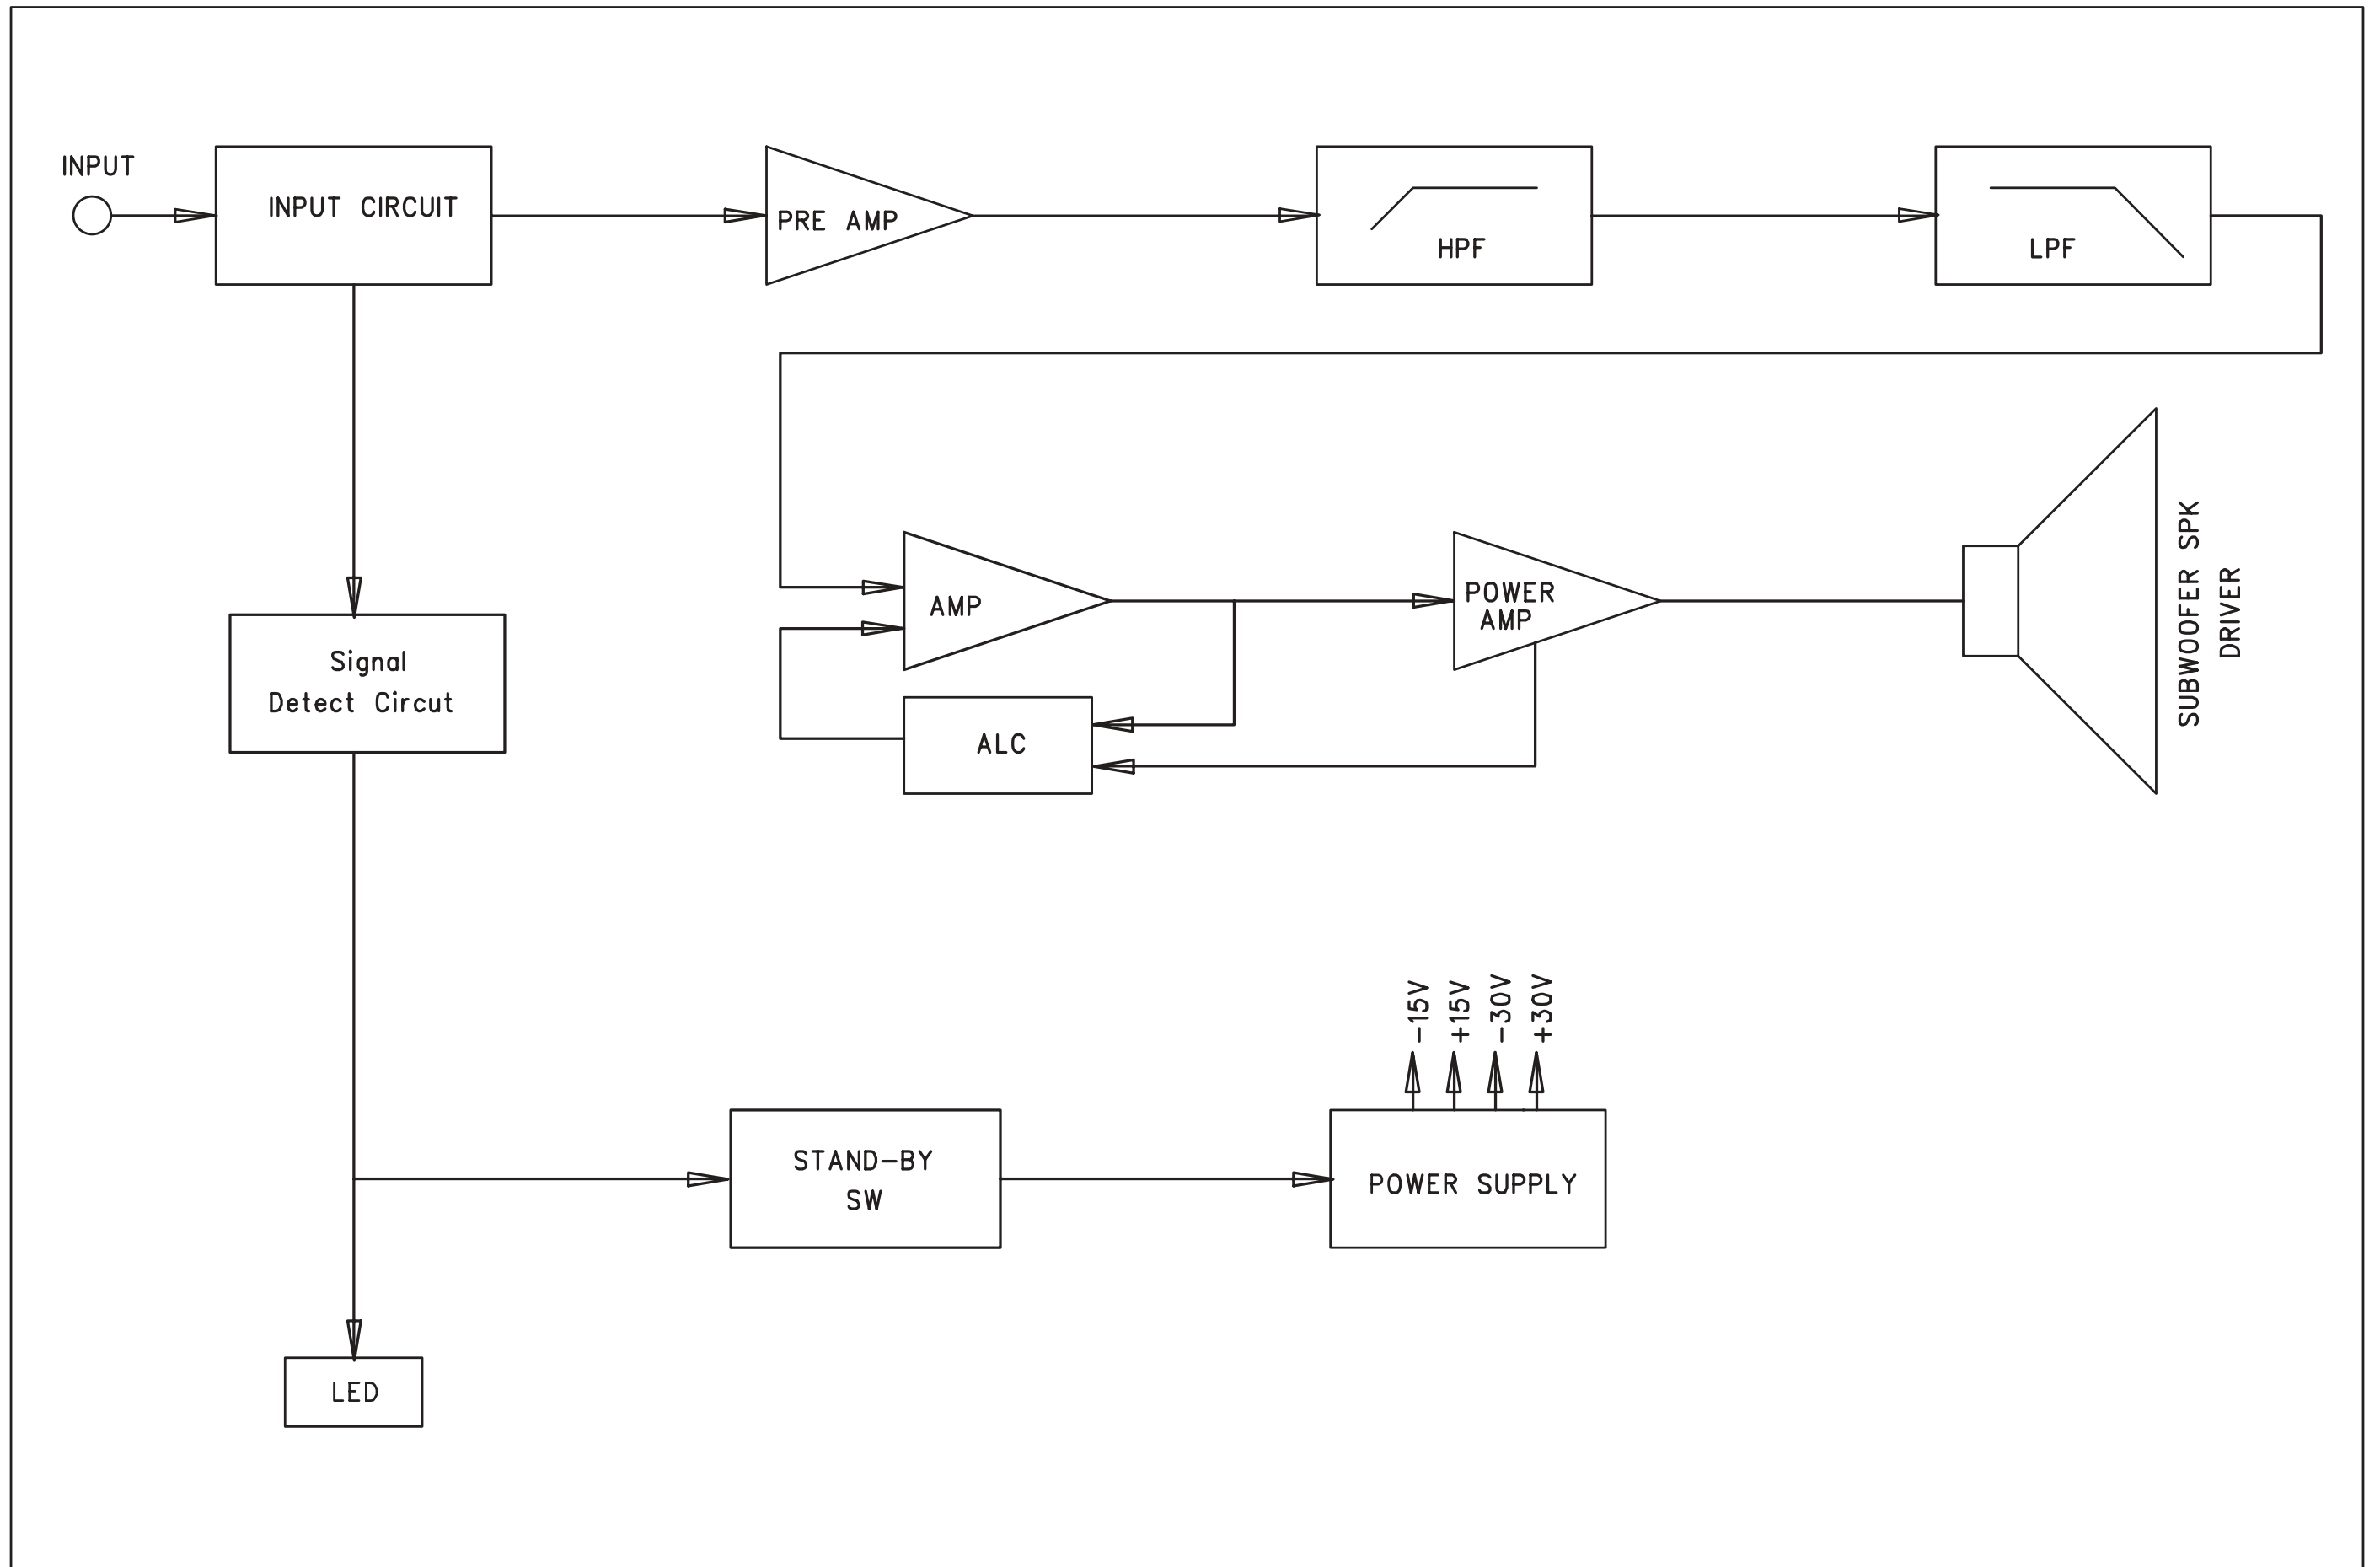 INPUT
INPUT CIRCUIT
PRE AMP
HPF
LPF
AMP
POWER
AMP
SUBWOOFER SPK
DRIVER
Signal
Detect Circut
ALC
-15V
+15V
-30V
+30V
STAND-BY
SW
POWER SUPPLY
LED